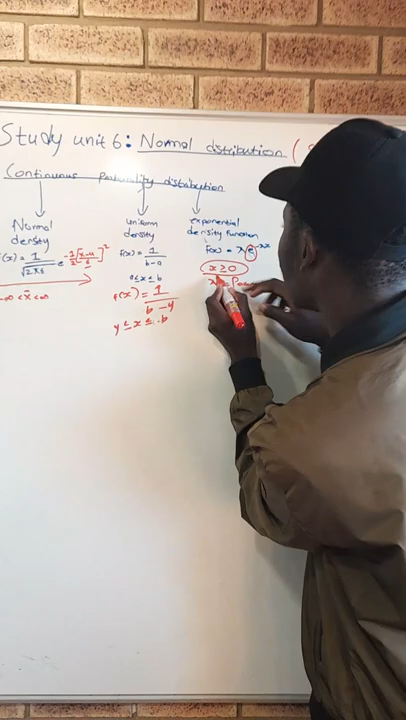 Study unit 6: Normal distribution (
Continuous probability distribution
Normal
density
f(x) = 1/√2πσ e^-1/2[x-μ/σ]²
-∞ < x < ∞
uniform
density
f(x) = 1/b-a
a ≤ x ≤ b
f(x) = 1/b-y
y ≤ x ≤ b
exponential
density function
f(x) = λe^-λx
x ≥ 0